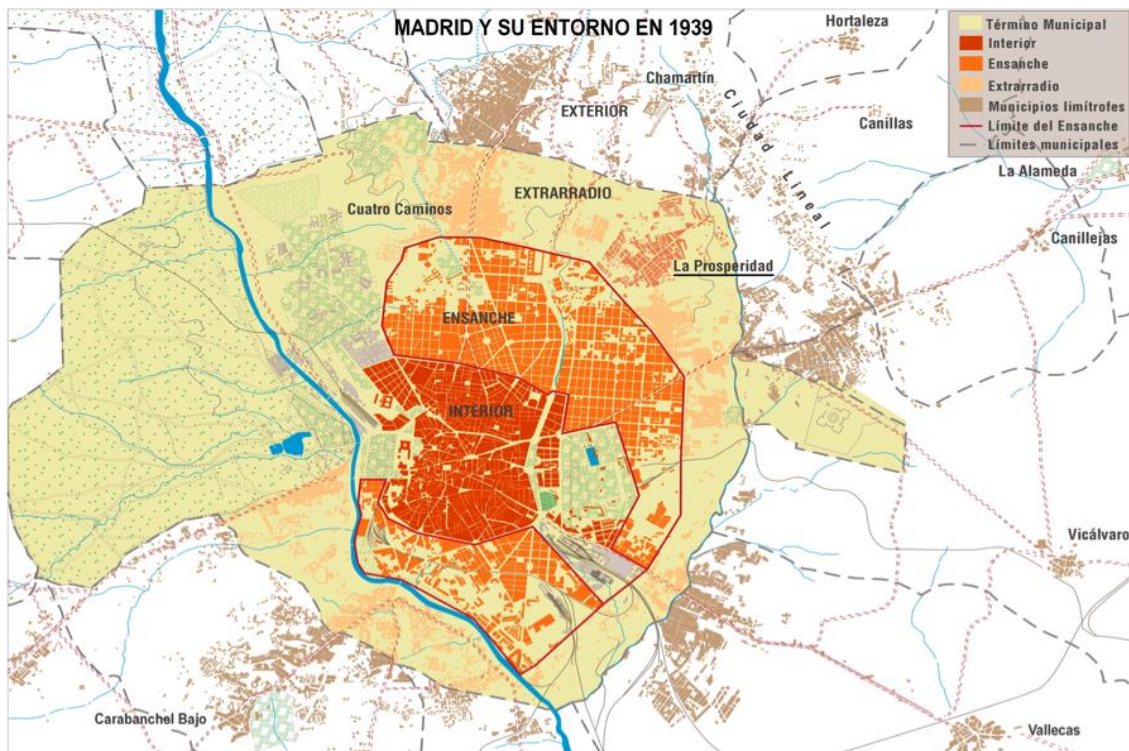 MADRID Y SU ENTORNO EN 1939
Hortaleza
Término Municipal
Interior
Ensanche
Extrarradio
Municipios limítrofes
Límite del Ensanche
Límites municipales
Chamartín
EXTERIOR
Ciudad Lineal
Canillas
La Alameda
EXTRARRADIO
Cuatro Caminos
Canillejas
La Prosperidad
ENSANCHE
INTERIOR
Vicálvaro
Carabanchel Bajo
Vallecas